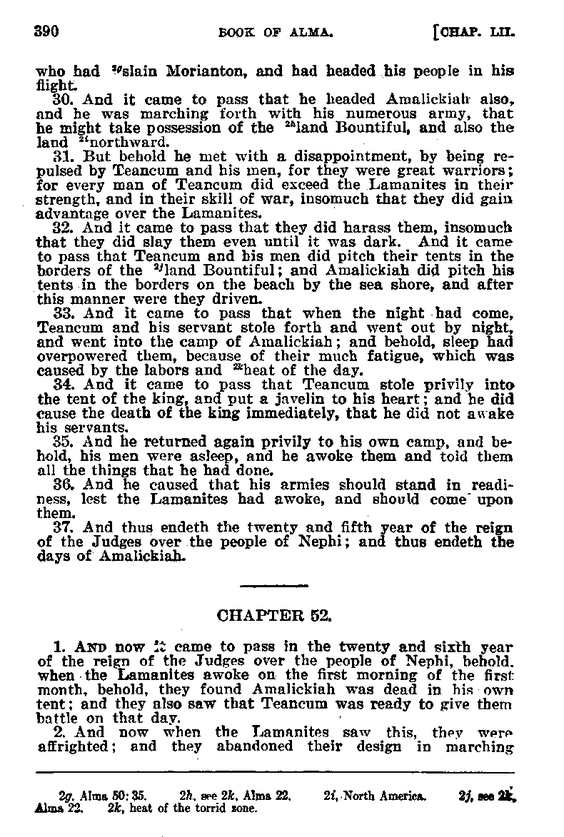 390 BOOK OF ALMA. [CHAP. LII.
who had 2gslain Morianton, and had headed his people in his
flight.
30. And it came to pass that he headed Amalickiah also,
and he was marching forth with his numerous army, that
he might take possession of the 2hland Bountiful, and also the
land 2inorthward.
31. But behold he met with a disappointment, by being re-
pulsed by Teancum and his men, for they were great warriors;
for every man of Teancum did exceed the Lamanites in their
strength, and in their skill of war, insomuch that they did gain
advantage over the Lamanites.
32. And it came to pass that they did harass them, insomuch
that they did slay them even until it was dark. And it came
to pass that Teancum and his men did pitch their tents in the
borders of the 2jland Bountiful; and Amalickiah did pitch his
tents in the borders on the beach by the sea shore, and after
this manner were they driven.
33. And it came to pass that when the night had come,
Teancum and his servant stole forth and went out by night,
and went into the camp of Amalickiah; and behold, sleep had
overpowered them, because of their much fatigue, which was
caused by the labors and 2kheat of the day.
34. And it came to pass that Teancum stole privily into
the tent of the king, and put a javelin to his heart; and he did
cause the death of the king immediately, that he did not awake
his servants.
35. And he returned again privily to his own camp, and be-
hold, his men were asleep, and he awoke them and told them
all the things that he had done.
36. And he caused that his armies should stand in readi-
ness, lest the Lamanites had awoke, and should come upon
them.
37. And thus endeth the twenty and fifth year of the reign
of the Judges over the people of Nephi; and thus endeth the
days of Amalickiah.
CHAPTER 52.
1. AND now it came to pass in the twenty and sixth year
of the reign of the Judges over the people of Nephi, behold,
when the Lamanites awoke on the first morning of the first
month, behold, they found Amalickiah was dead in his own
tent; and they also saw that Teancum was ready to give them
battle on that day.
2. And now when the Lamanites saw this, they were
affrighted; and they abandoned their design in marching
2g, Alma 50:35. 2h, see 2k, Alma 22. 2i, North America. 2j, see 2k,
Alma 22. 2k, heat of the torrid zone.